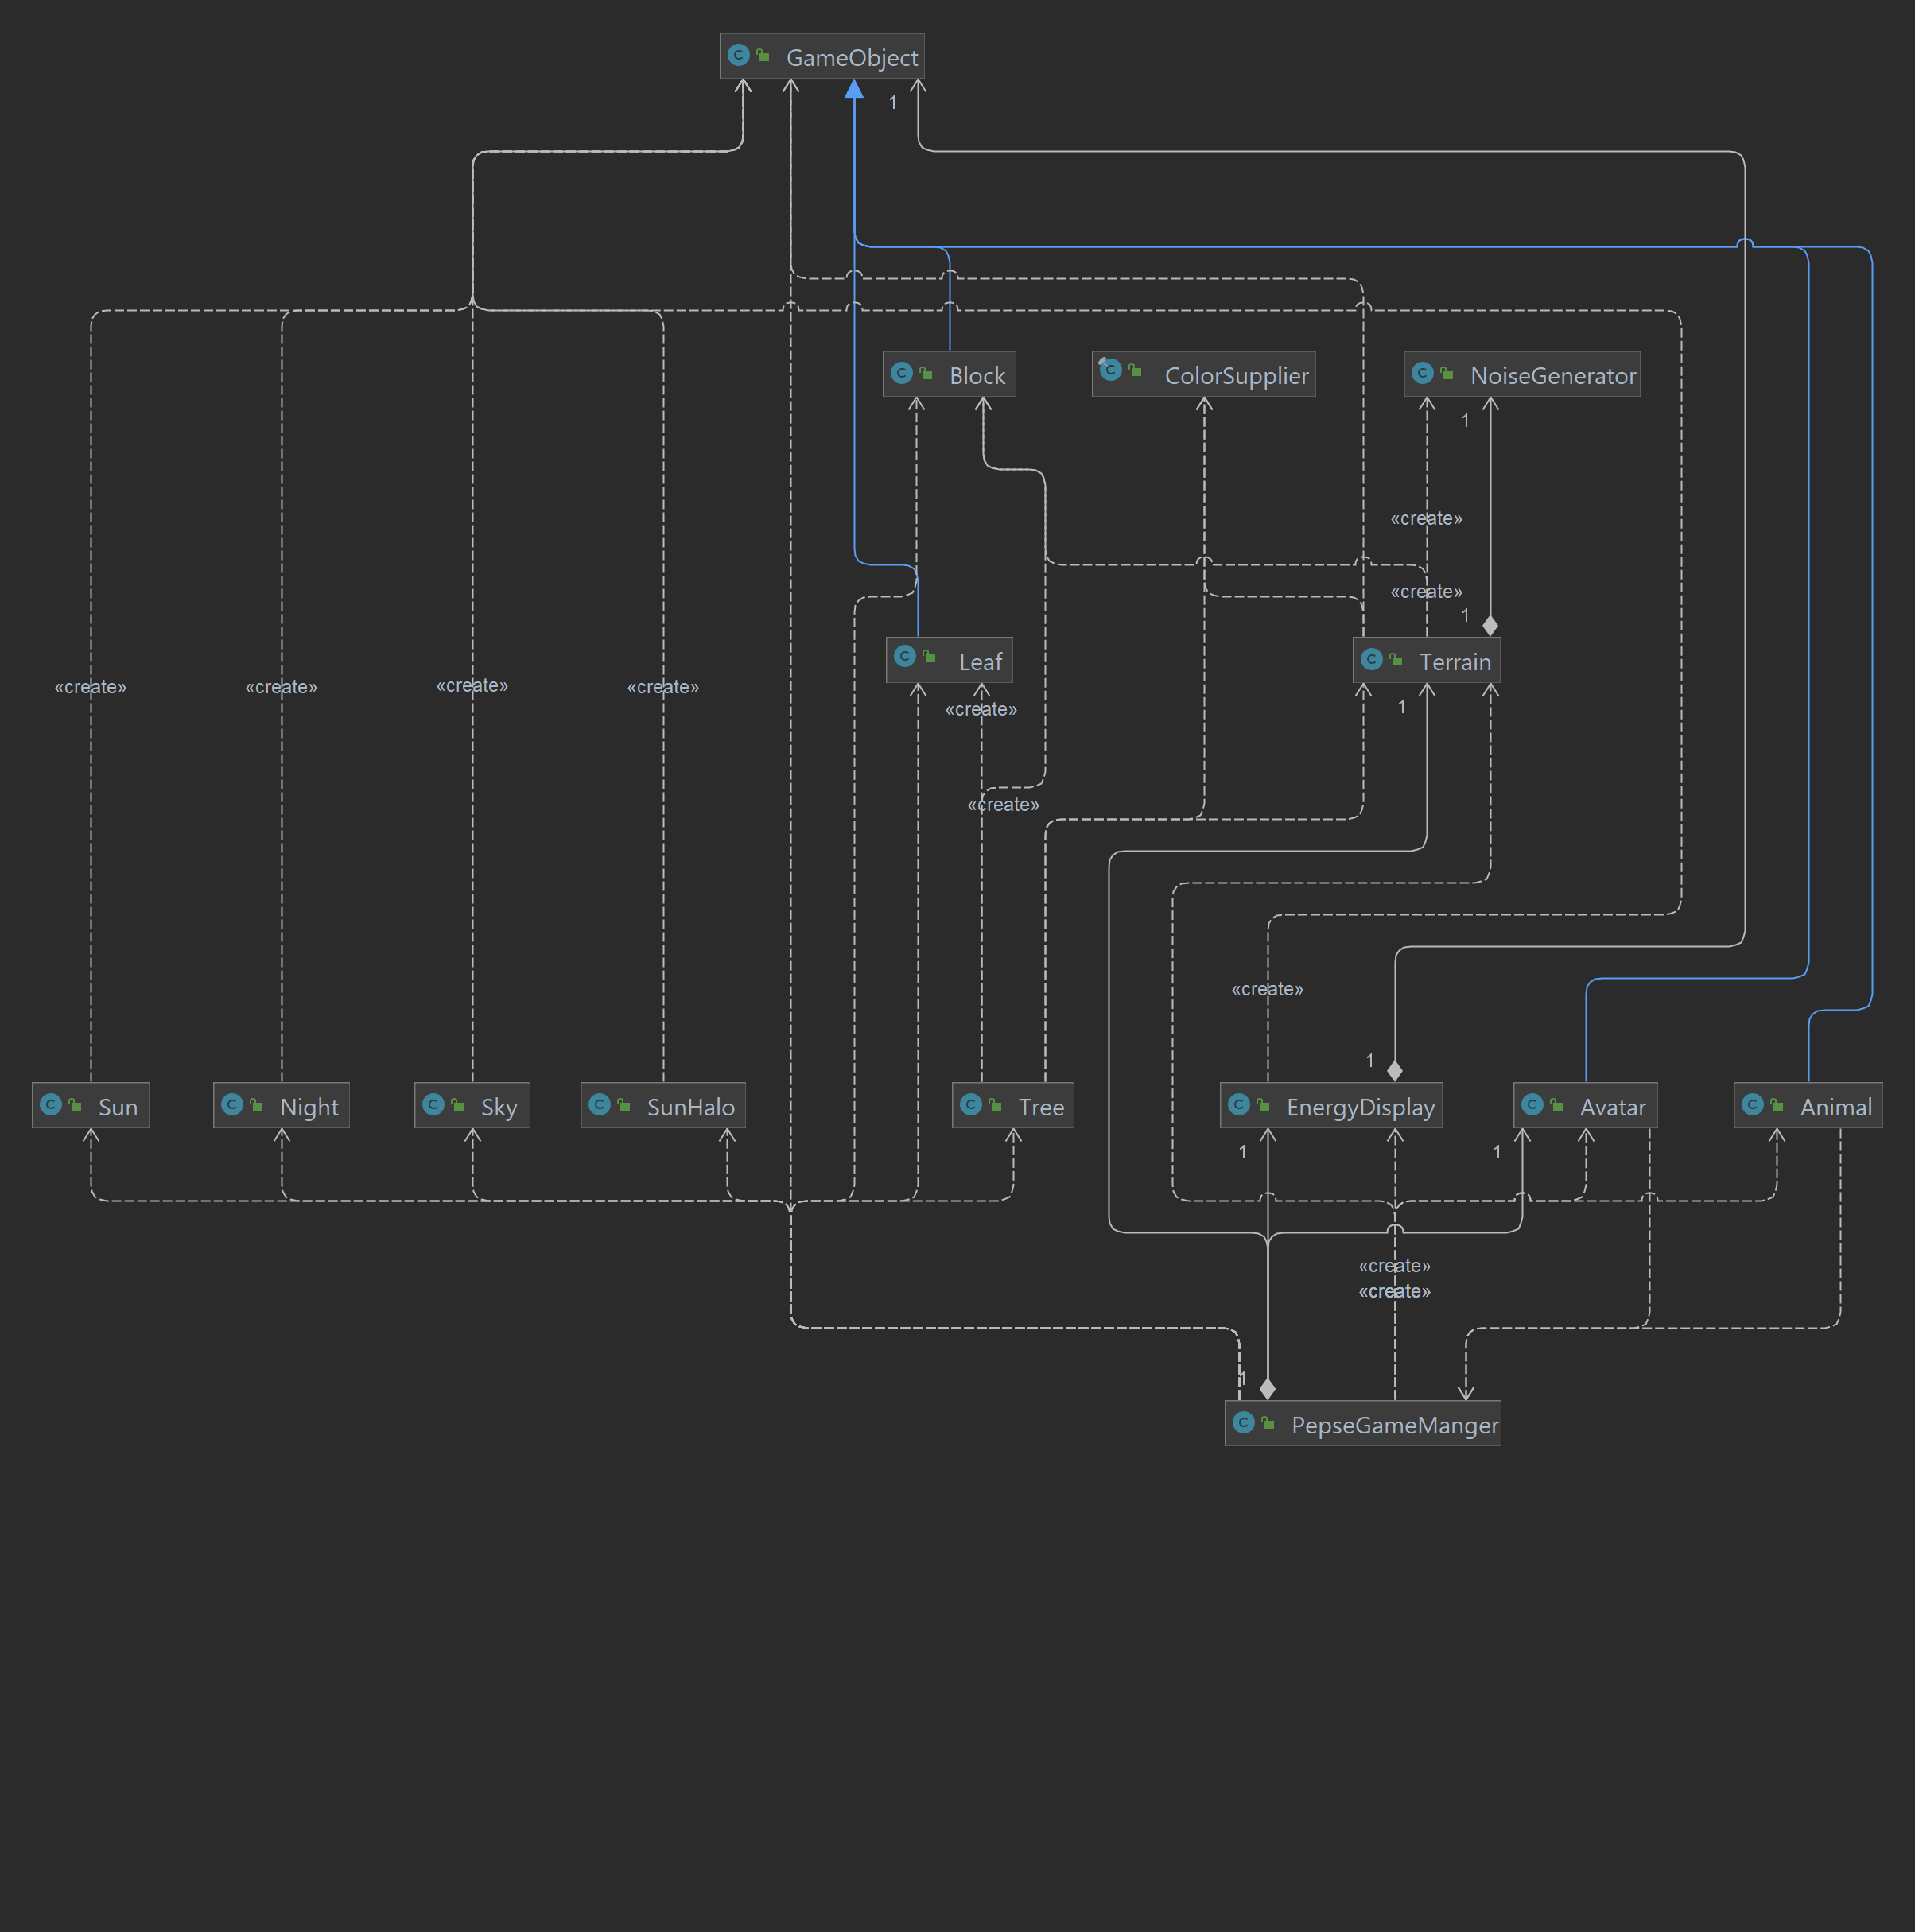 GameObject
1
Block
ColorSupplier
NoiseGenerator
1
«create»
«create»
1
Leaf
Terrain
«create» «create» «create» «create»
«create»
1
«create»
«create»
1
Sun
Night
Sky
SunHalo
Tree
EnergyDisplay
Avatar
Animal
1
1
«create»
«create»
1
PepseGameManger